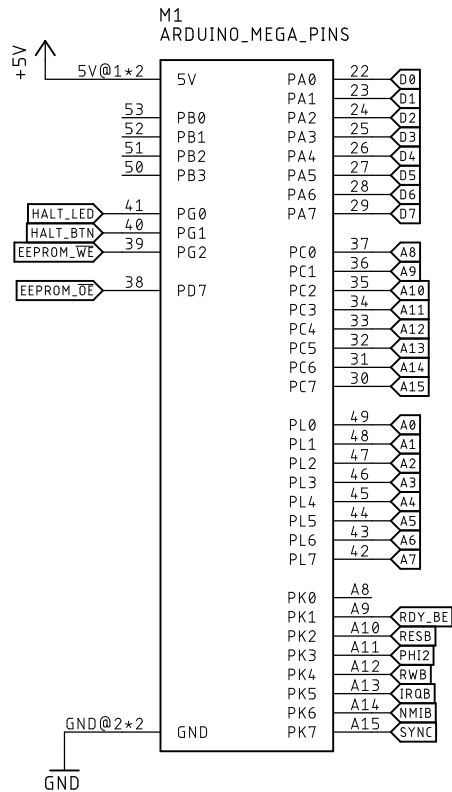 M1
ARDUINO_MEGA_PINS
+5V
5V@1*2 5V PA0 22 D0
PA1 23 D1
53 PB0 PA2 24 D2
52 PB1 PA3 25 D3
51 PB2 PA4 26 D4
50 PB3 PA5 27 D5
PA6 28 D6
HALT_LED 41 PG0 PA7 29 D7
HALT_BTN 40 PG1
EEPROM_WE 39 PG2 PC0 37 A8
PC1 36 A9
EEPROM_OE 38 PD7 PC2 35 A10
PC3 34 A11
PC4 33 A12
PC5 32 A13
PC6 31 A14
PC7 30 A15
PL0 49 A0
PL1 48 A1
PL2 47 A2
PL3 46 A3
PL4 45 A4
PL5 44 A5
PL6 43 A6
PL7 42 A7
PK0 A8
PK1 A9 RDY_BE
PK2 A10 RESB
PK3 A11 PHI2
PK4 A12 RWB
PK5 A13 IRQB
PK6 A14 NMIB
GND@2*2 GND PK7 A15 SYNC
GND